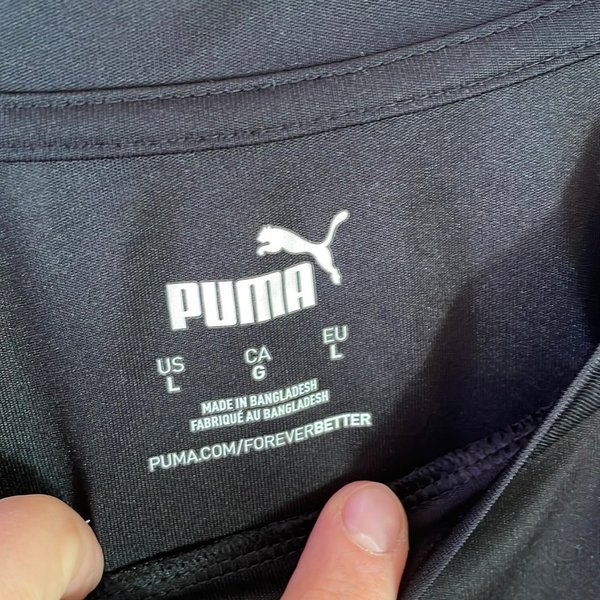 PUMA
US CA EU
L G L
MADE IN BANGLADESH
FABRIQUÉ AU BANGLADESH
PUMA.COM/FOREVERBETTER